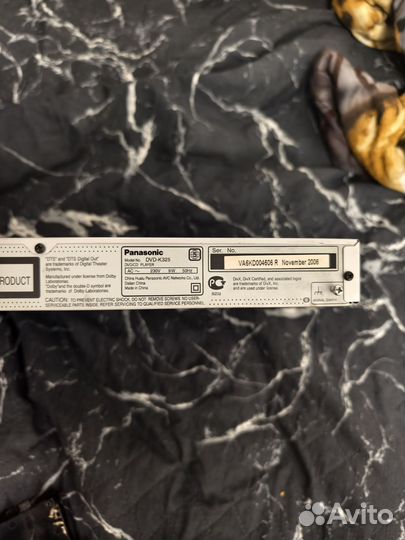 PRODUCT
"DTS" and "DTS Digital Out"
are trademarks of Digital Theater
Systems, Inc.
Manufactured under license from Dolby
Laboratories.
"Dolby" and the double-D symbol are
trademarks of Dolby Laboratories.
Panasonic
Model No. DVD-K32S
DVD/CD PLAYER
AC ～ 230V 9W 50Hz
China Hualu Panasonic AVC Networks Co., Ltd.
Dalian China
Made in China
CAUTION: TO PREVENT ELECTRIC SHOCK, DO NOT REMOVE SCREWS. NO USER-
SERVICEABLE PARTS INSIDE. REFER SERVICING TO QUALIFIED SERVICE PERSONNEL.
Ser. No.
VA6KD004606 R November 2006
DivX, DivX Certified, and associated logos
are trademarks of DivX, Inc. and are
used under license.
Avito